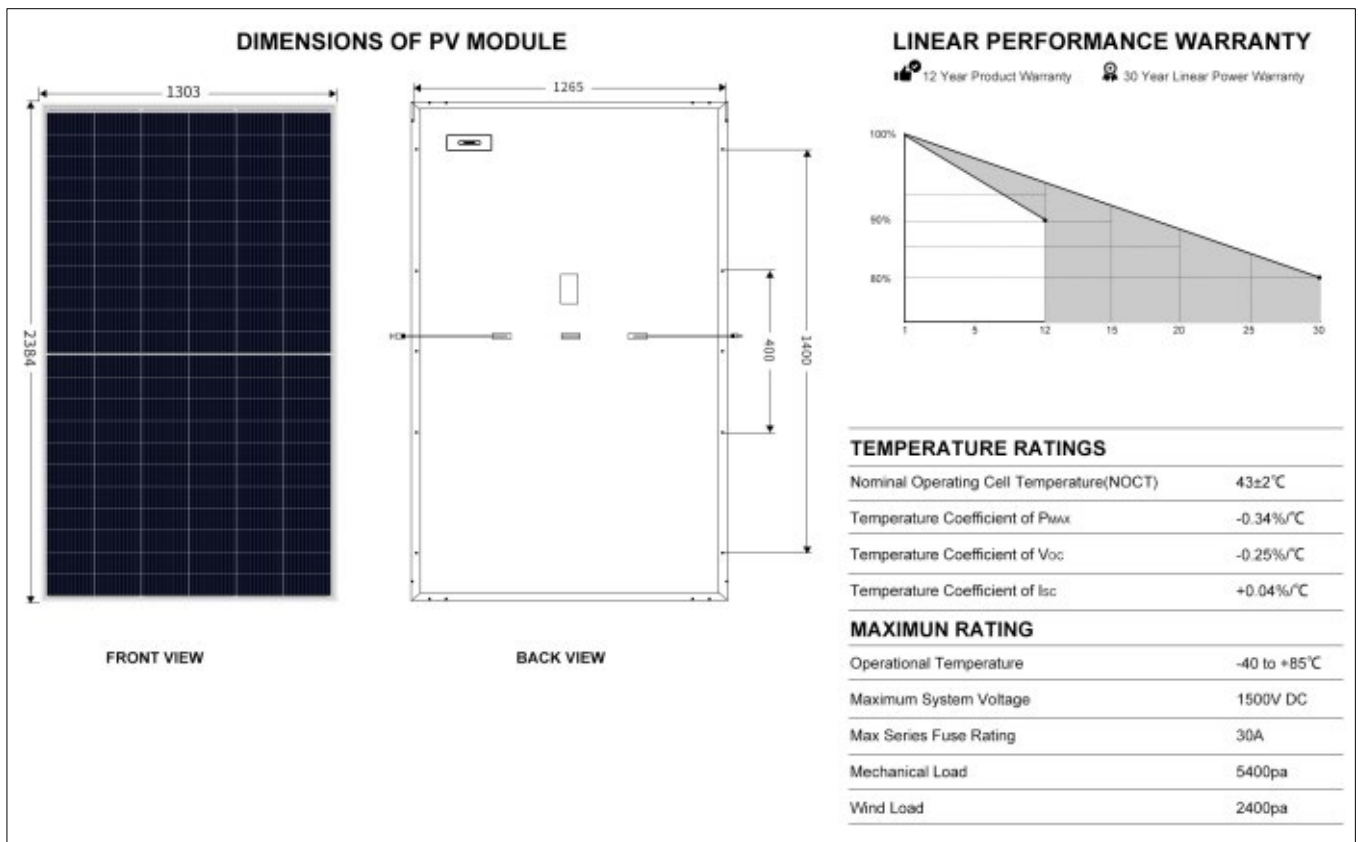 DIMENSIONS OF PV MODULE
1303
2384
FRONT VIEW
1265
400
1400
BACK VIEW
LINEAR PERFORMANCE WARRANTY
12 Year Product Warranty
30 Year Linear Power Warranty
100%
90%
80%
1 5 12 15 20 25 30
TEMPERATURE RATINGS
Nominal Operating Cell Temperature(NOCT) 43±2℃
Temperature Coefficient of PMAX -0.34%/℃
Temperature Coefficient of VOC -0.25%/℃
Temperature Coefficient of ISC +0.04%/℃
MAXIMUN RATING
Operational Temperature -40 to +85℃
Maximum System Voltage 1500V DC
Max Series Fuse Rating 30A
Mechanical Load 5400pa
Wind Load 2400pa